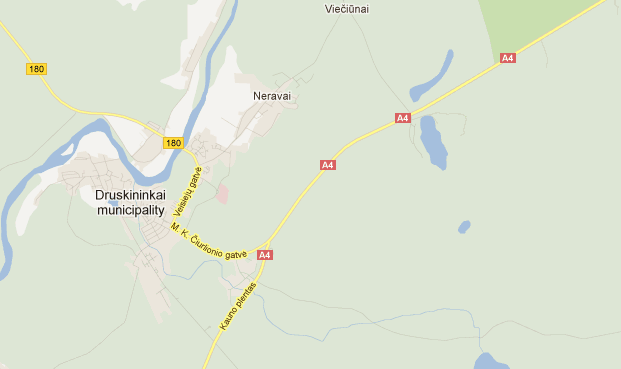 Viečiūnai
A4
180
Neravai
A4
180
A4
Veisiejų gatvė
Druskininkai
municipality
M. K. Čiurlionio gatvė
A4
Kauno plentas